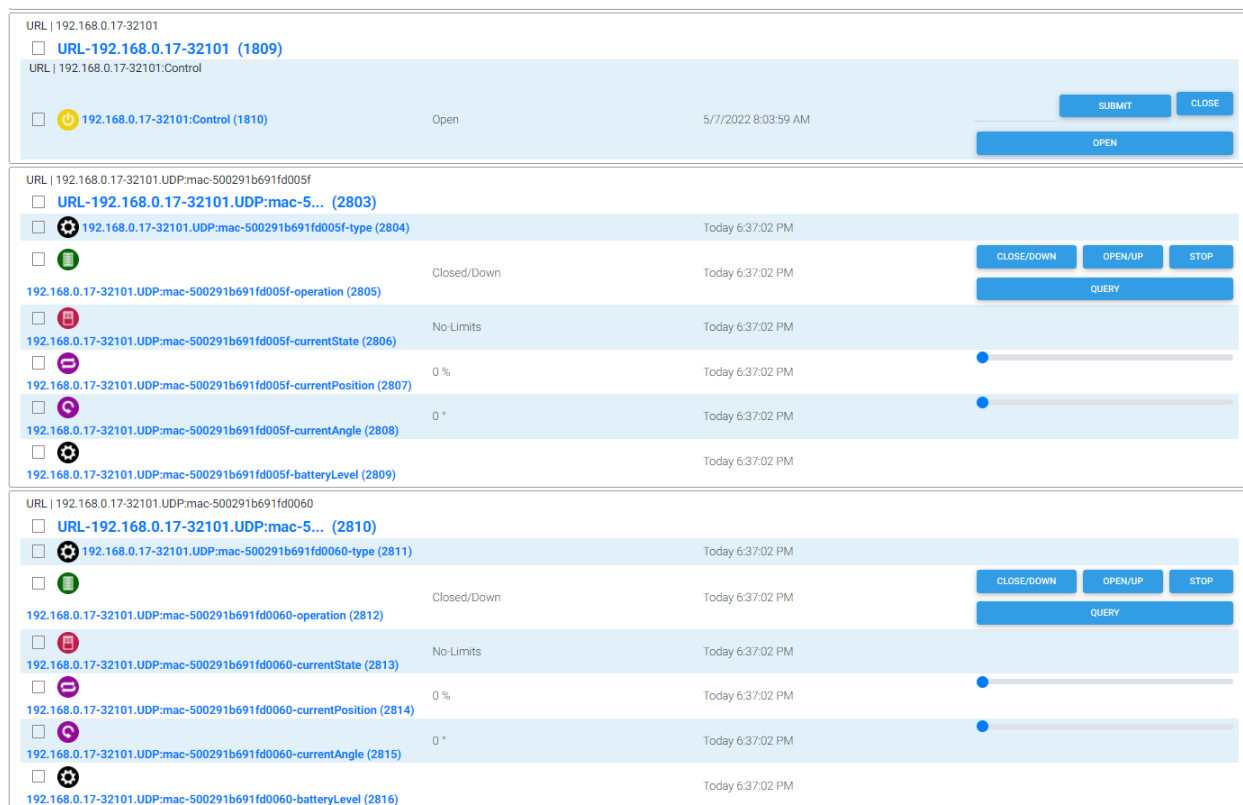 URL | 192.168.0.17-32101
URL-192.168.0.17-32101 (1809)
URL | 192.168.0.17-32101:Control
192.168.0.17-32101:Control (1810) Open 5/7/2022 8:03:59 AM SUBMIT CLOSE
OPEN
URL | 192.168.0.17-32101.UDP:mac-500291b691fd005f
URL-192.168.0.17-32101.UDP:mac-5... (2803)
192.168.0.17-32101.UDP:mac-500291b691fd005f-type (2804) Today 6:37:02 PM
CLOSE/DOWN OPEN/UP STOP
Closed/Down Today 6:37:02 PM
192.168.0.17-32101.UDP:mac-500291b691fd005f-operation (2805) QUERY
No-Limits Today 6:37:02 PM
192.168.0.17-32101.UDP:mac-500291b691fd005f-currentState (2806)
0 % Today 6:37:02 PM
192.168.0.17-32101.UDP:mac-500291b691fd005f-currentPosition (2807)
0 ° Today 6:37:02 PM
192.168.0.17-32101.UDP:mac-500291b691fd005f-currentAngle (2808)
Today 6:37:02 PM
192.168.0.17-32101.UDP:mac-500291b691fd005f-batteryLevel (2809)
URL | 192.168.0.17-32101.UDP:mac-500291b691fd0060
URL-192.168.0.17-32101.UDP:mac-5... (2810)
192.168.0.17-32101.UDP:mac-500291b691fd0060-type (2811) Today 6:37:02 PM
CLOSE/DOWN OPEN/UP STOP
Closed/Down Today 6:37:02 PM
192.168.0.17-32101.UDP:mac-500291b691fd0060-operation (2812) QUERY
No-Limits Today 6:37:02 PM
192.168.0.17-32101.UDP:mac-500291b691fd0060-currentState (2813)
0 % Today 6:37:02 PM
192.168.0.17-32101.UDP:mac-500291b691fd0060-currentPosition (2814)
0 ° Today 6:37:02 PM
192.168.0.17-32101.UDP:mac-500291b691fd0060-currentAngle (2815)
Today 6:37:02 PM
192.168.0.17-32101.UDP:mac-500291b691fd0060-batteryLevel (2816)